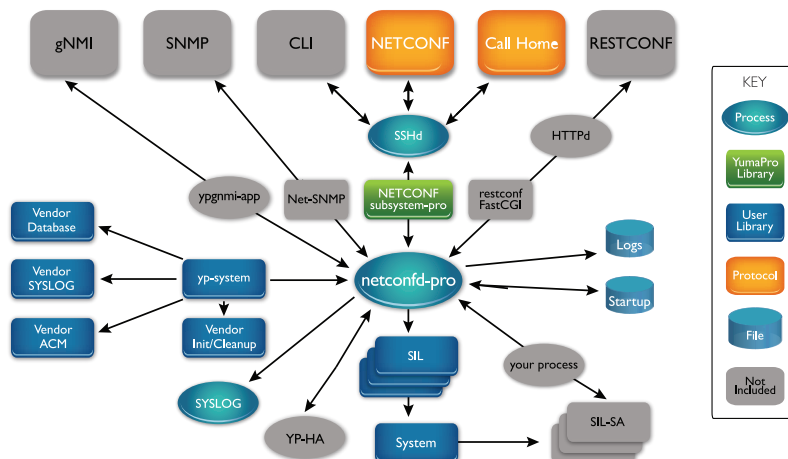 gNMI
SNMP
CLI
NETCONF
Call Home
RESTCONF
SSHd
HTTPd
ypgnmi-app
Net-SNMP
NETCONF
subsystem-pro
restconf
FastCGI
Vendor
Database
Vendor
SYSLOG
Vendor
ACM
yp-system
Vendor
Init/Cleanup
netconfd-pro
Logs
Startup
SYSLOG
YP-HA
SIL
System
your process
SIL-SA
KEY
Process
YumaPro
Library
User
Library
Protocol
File
Not
Included